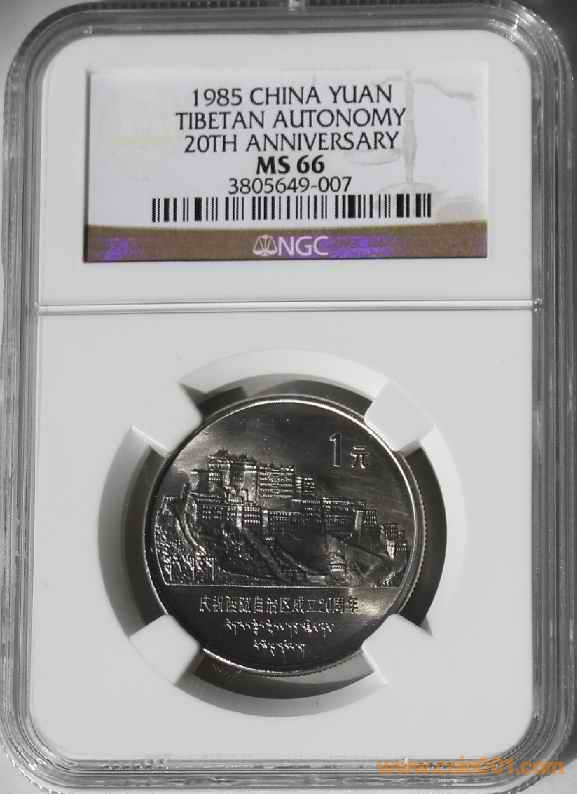 1985 CHINA YUAN
TIBETAN AUTONOMY
20TH ANNIVERSARY
MS 66
3805649-007
NGC
1元
庆祝西藏自治区成立20周年